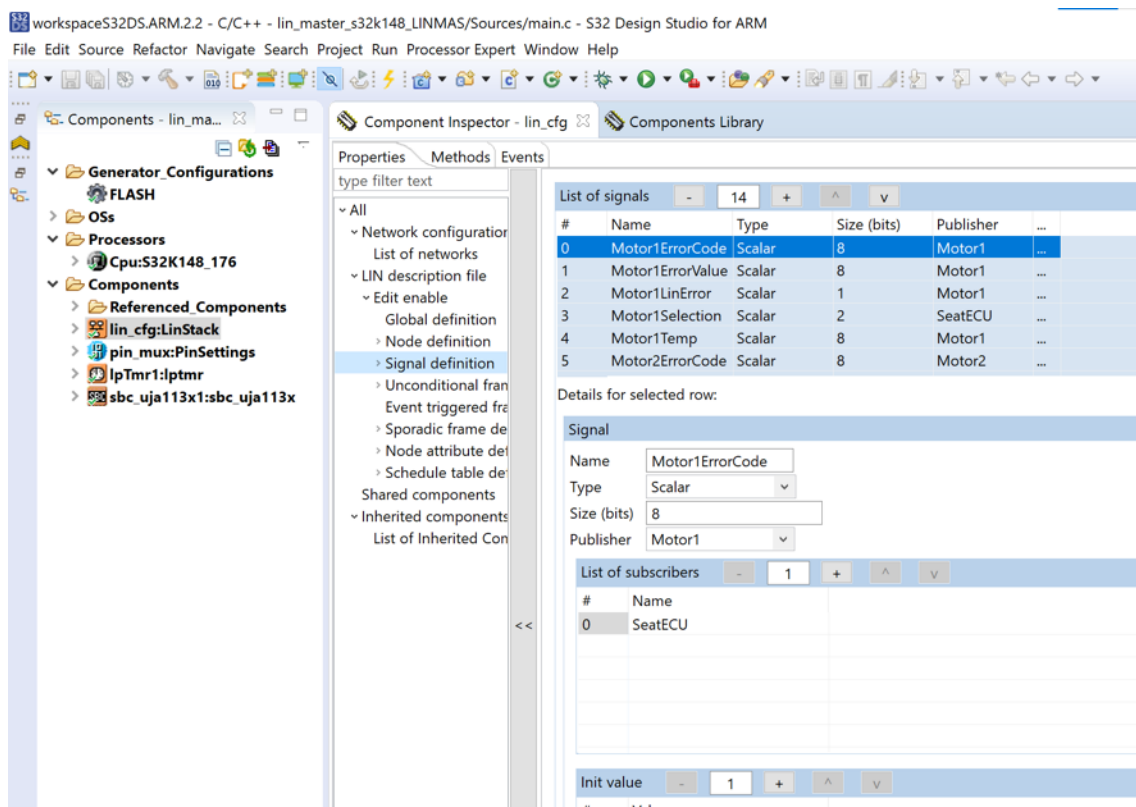 workspaceS32DS.ARM.2.2 - C/C++ - lin_master_s32k148_LINMAS/Sources/main.c - S32 Design Studio for ARM
File Edit Source Refactor Navigate Search Project Run Processor Expert Window Help
Components - lin_ma...
Generator_Configurations
FLASH
OSs
Processors
Cpu:S32K148_176
Components
Referenced_Components
lin_cfg:LinStack
pin_mux:PinSettings
lpTmr1:lptmr
sbc_uja113x1:sbc_uja113x
Component Inspector - lin_cfg
Components Library
Properties Methods Events
type filter text
All
Network configuration
List of networks
LIN description file
Edit enable
Global definition
Node definition
Signal definition
Unconditional fran
Event triggered fra
Sporadic frame de
Node attribute def
Schedule table def
Shared components
Inherited components
List of Inherited Con
<<
List of signals - 14 + ^ v
# Name Type Size (bits) Publisher ...
0 Motor1ErrorCode Scalar 8 Motor1 ...
1 Motor1ErrorValue Scalar 8 Motor1 ...
2 Motor1LinError Scalar 1 Motor1 ...
3 Motor1Selection Scalar 2 SeatECU ...
4 Motor1Temp Scalar 8 Motor1 ...
5 Motor2ErrorCode Scalar 8 Motor2 ...
Details for selected row:
Signal
Name Motor1ErrorCode
Type Scalar
Size (bits) 8
Publisher Motor1
List of subscribers - 1 + ^ v
# Name
0 SeatECU
Init value - 1 + ^ v